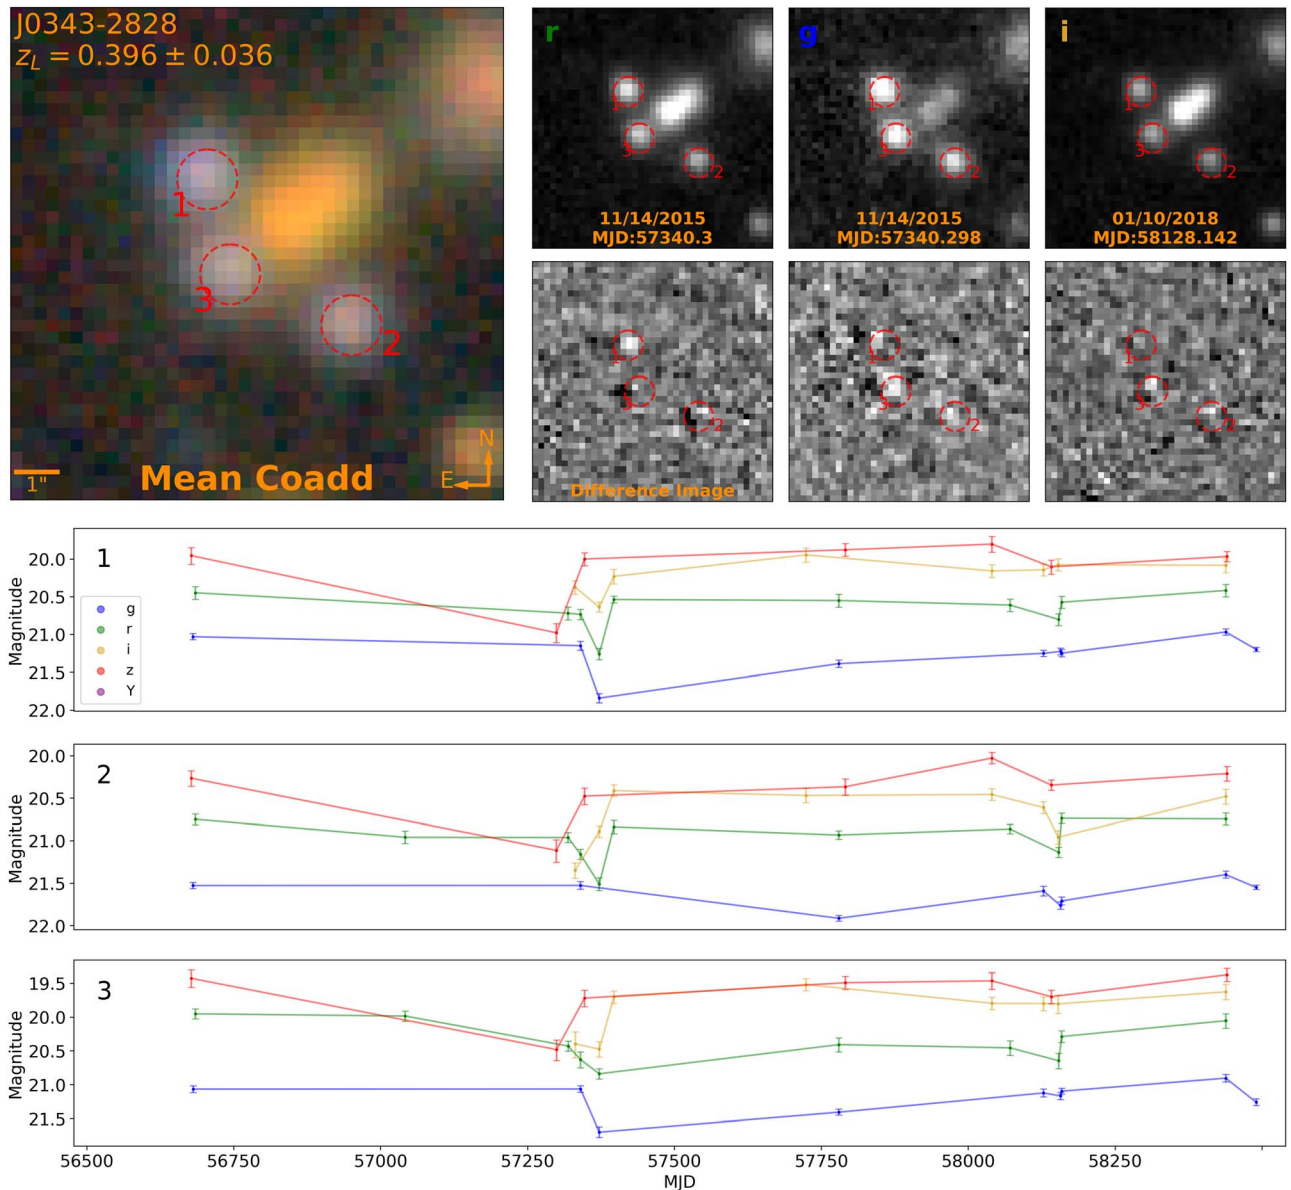 J0343-2828
z_L = 0.396 ± 0.036
1
3
2
1"
Mean Coadd
N
E
r
1
3
2
11/14/2015
MJD:57340.3
g
1
3
2
11/14/2015
MJD:57340.298
i
1
3
2
01/10/2018
MJD:58128.142
1
3
2
Difference Image
1
3
2
1
3
2
1
Magnitude
20.0
20.5
21.0
21.5
22.0
g
r
i
z
Y
2
Magnitude
20.0
20.5
21.0
21.5
22.0
3
Magnitude
19.5
20.0
20.5
21.0
21.5
56500 56750 57000 57250 57500 57750 58000 58250
MJD